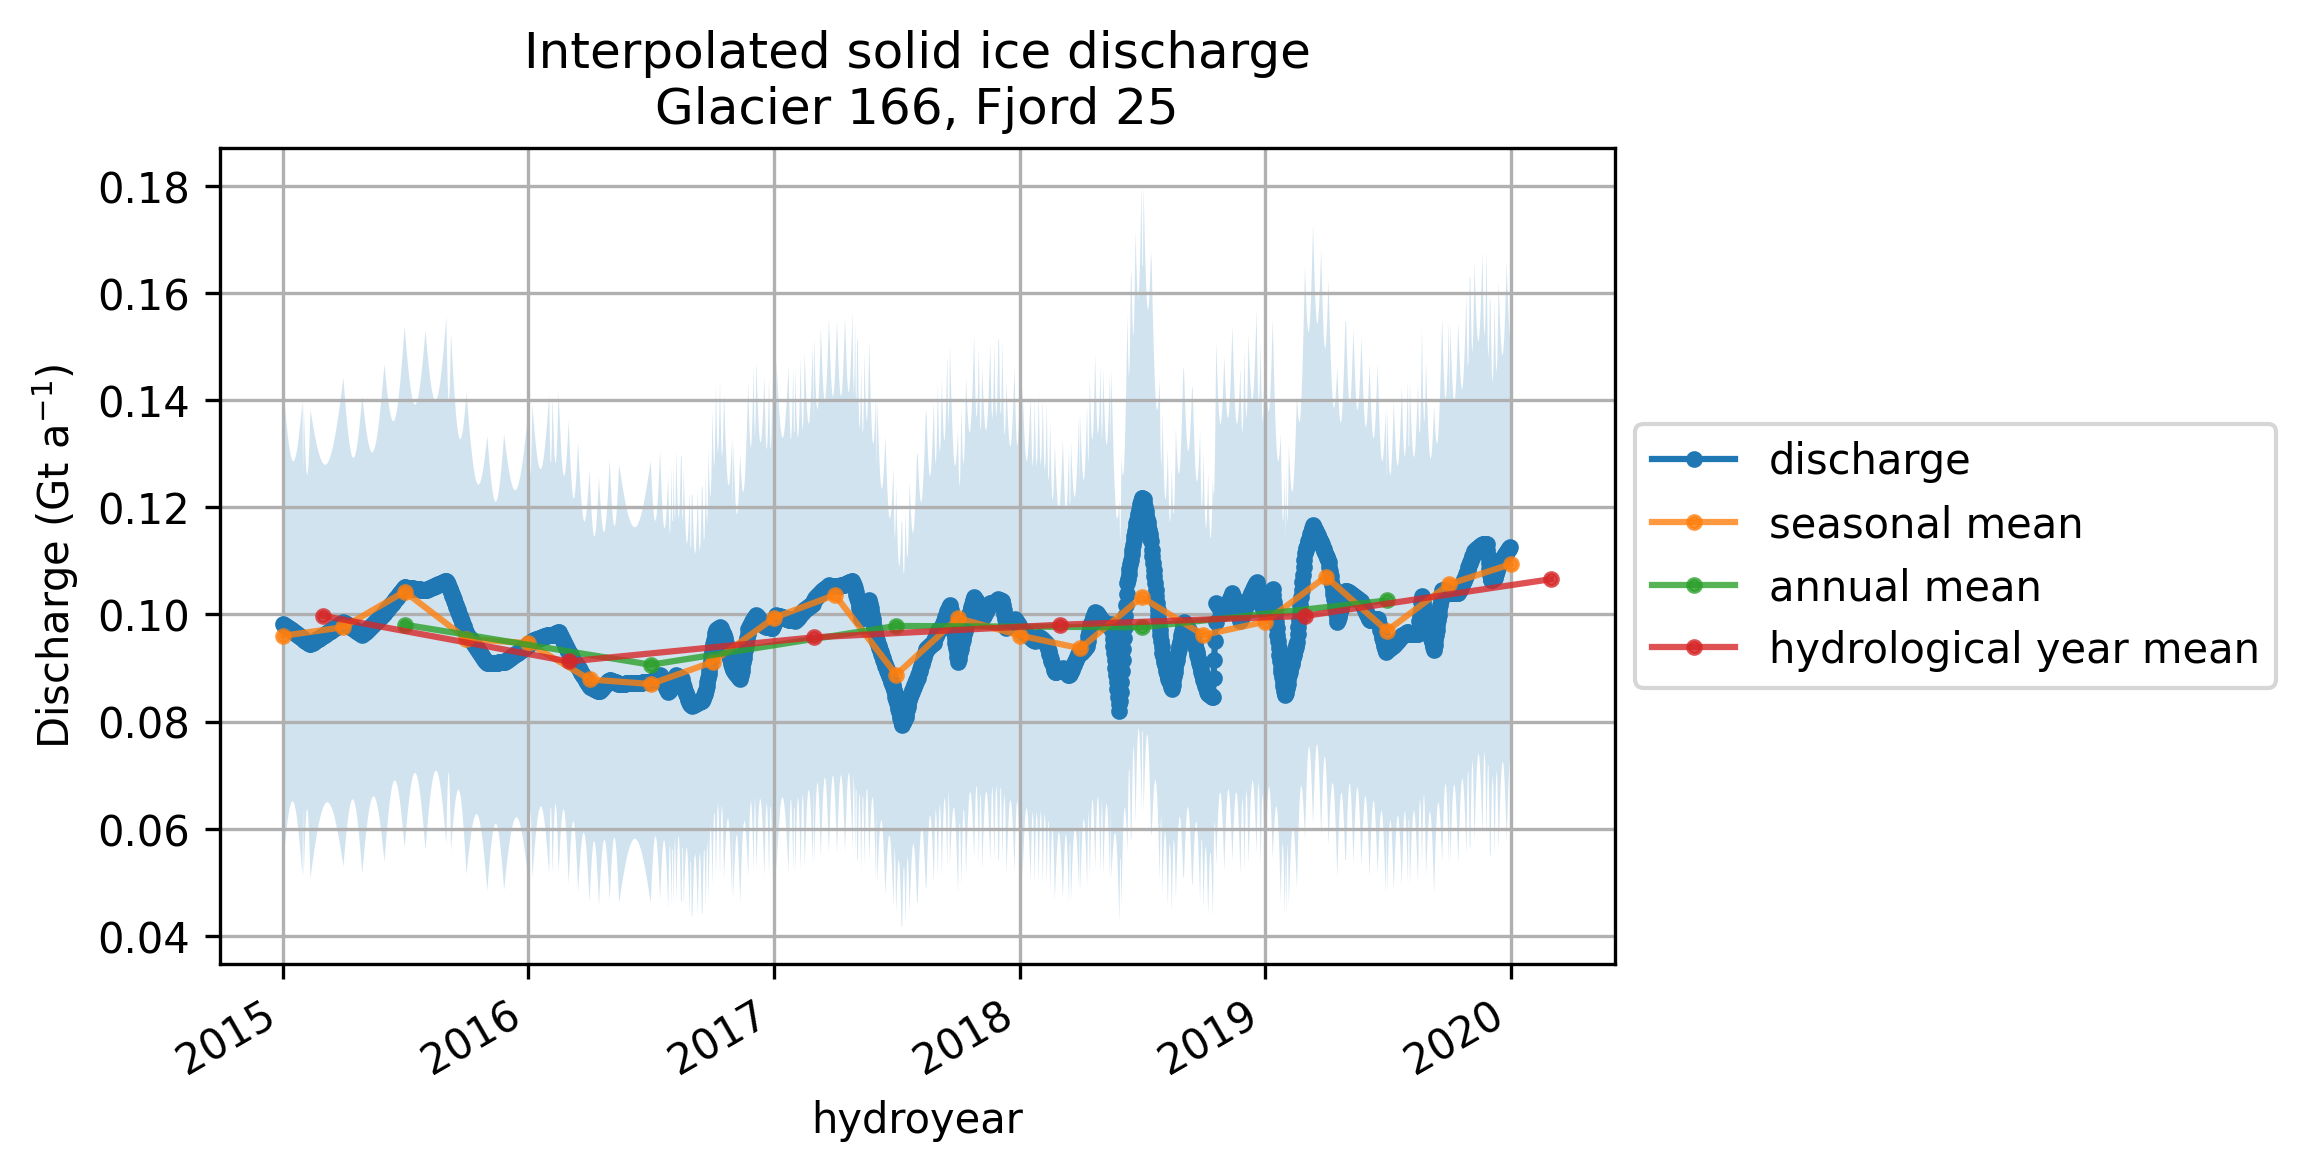 Interpolated solid ice discharge
Glacier 166, Fjord 25
Discharge (Gt a⁻¹)
0.18
0.16
0.14
0.12
0.10
0.08
0.06
0.04
2015
2016
2017
2018
2019
2020
hydroyear
discharge
seasonal mean
annual mean
hydrological year mean